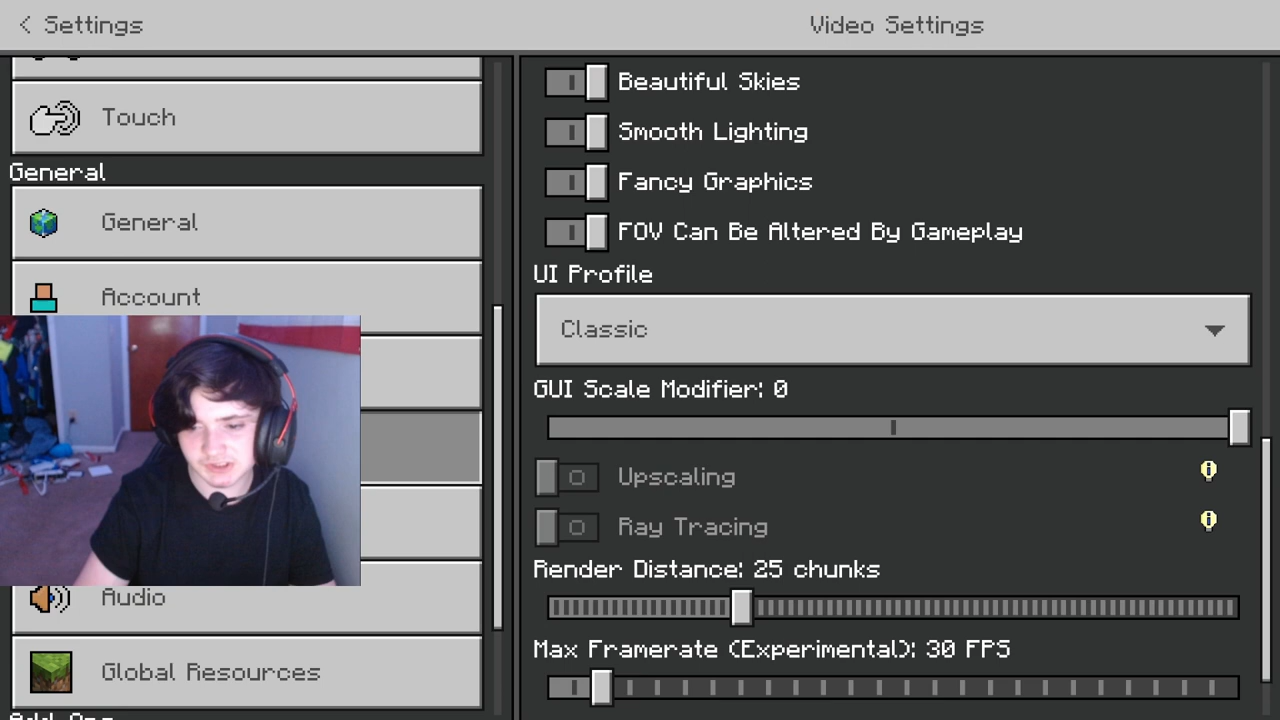 < Settings
Video Settings
Touch
General
General
Account
Audio
Global Resources
Beautiful Skies
Smooth Lighting
Fancy Graphics
FOV Can Be Altered By Gameplay
UI Profile
Classic
GUI Scale Modifier: 0
Upscaling
Ray Tracing
Render Distance: 25 chunks
Max Framerate (Experimental): 30 FPS